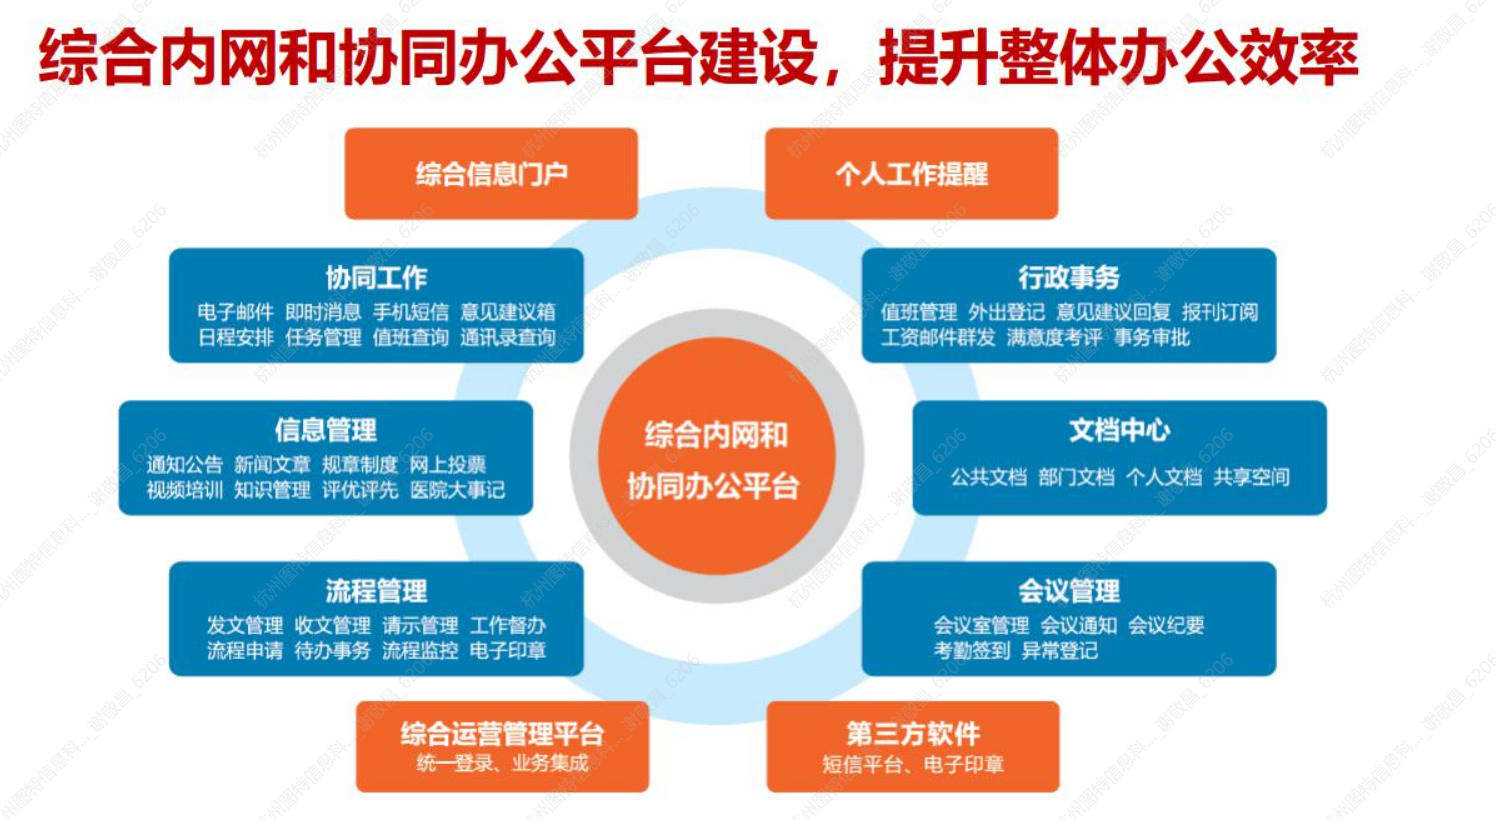 综合内网和协同办公平台建设，提升整体办公效率
综合信息门户
个人工作提醒
协同工作
电子邮件 即时消息 手机短信 意见建议箱
日程安排 任务管理 值班查询 通讯录查询
行政事务
值班管理 外出登记 意见建议回复 报刊订阅
工资邮件群发 满意度考评 事务审批
信息管理
通知公告 新闻文章 规章制度 网上投票
视频培训 知识管理 评优评先 医院大事记
综合内网和
协同办公平台
文档中心
公共文档 部门文档 个人文档 共享空间
流程管理
发文管理 收文管理 请示管理 工作督办
流程申请 待办事务 流程监控 电子印章
会议管理
会议室管理 会议通知 会议纪要
考勤签到 异常登记
综合运营管理平台
统一登录、业务集成
第三方软件
短信平台、电子印章